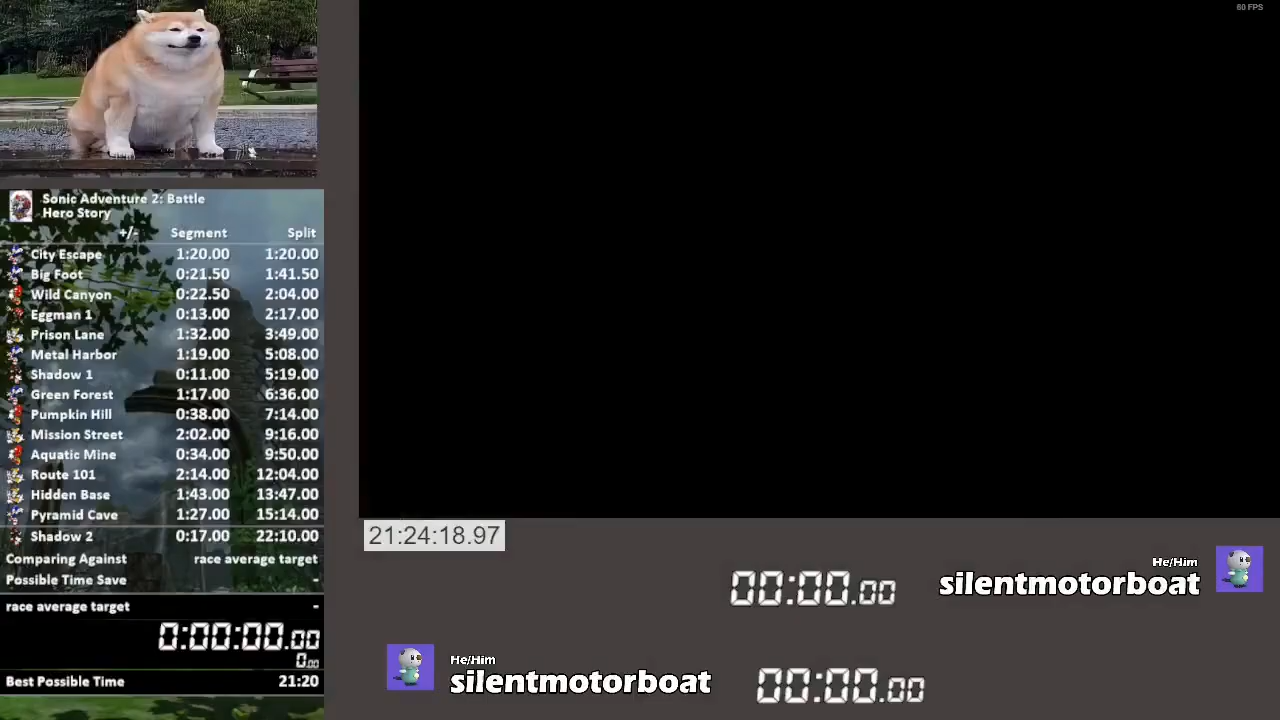 60 FPS
Sonic Adventure 2: Battle
Hero Story
+/- Segment Split
City Escape 1:20.00 1:20.00
Big Foot 0:21.50 1:41.50
Wild Canyon 0:22.50 2:04.00
Eggman 1 0:13.00 2:17.00
Prison Lane 1:32.00 3:49.00
Metal Harbor 1:19.00 5:08.00
Shadow 1 0:11.00 5:19.00
Green Forest 1:17.00 6:36.00
Pumpkin Hill 0:38.00 7:14.00
Mission Street 2:02.00 9:16.00
Aquatic Mine 0:34.00 9:50.00
Route 101 2:14.00 12:04.00
Hidden Base 1:43.00 13:47.00
Pyramid Cave 1:27.00 15:14.00
Shadow 2 0:17.00 22:10.00
Comparing Against race average target
Possible Time Save -
race average target -
0:00:00.00
0.00
Best Possible Time 21:20
21:24:18.97
00:00.00
He/Him
silentmotorboat
He/Him
silentmotorboat
00:00.00